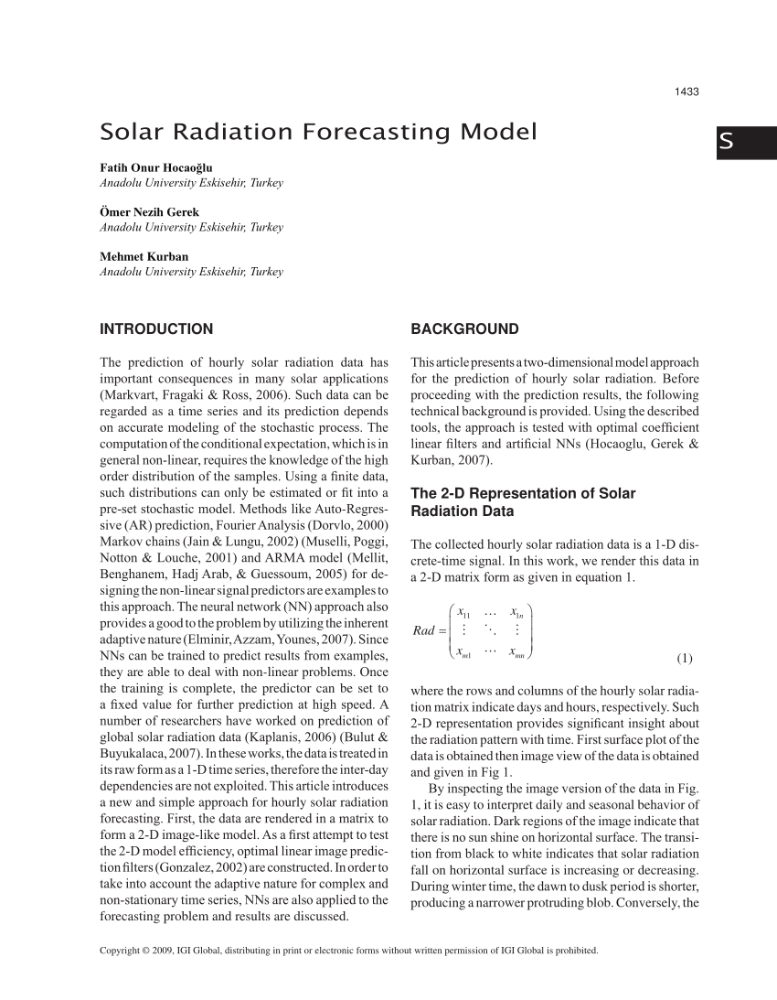 1433
Solar Radiation Forecasting Model
S
Fatih Onur Hocaoğlu
Anadolu University Eskisehir, Turkey
Ömer Nezih Gerek
Anadolu University Eskisehir, Turkey
Mehmet Kurban
Anadolu University Eskisehir, Turkey
INTRODUCTION
The prediction of hourly solar radiation data has
important consequences in many solar applications
(Markvart, Fragaki & Ross, 2006). Such data can be
regarded as a time series and its prediction depends
on accurate modeling of the stochastic process. The
computation of the conditional expectation, which is in
general non-linear, requires the knowledge of the high
order distribution of the samples. Using a finite data,
such distributions can only be estimated or fit into a
pre-set stochastic model. Methods like Auto-Regres-
sive (AR) prediction, Fourier Analysis (Dorvlo, 2000)
Markov chains (Jain & Lungu, 2002) (Muselli, Poggi,
Notton & Louche, 2001) and ARMA model (Mellit,
Benghanem, Hadj Arab, & Guessoum, 2005) for de-
signing the non-linear signal predictors are examples to
this approach. The neural network (NN) approach also
provides a good to the problem by utilizing the inherent
adaptive nature (Elminir, Azzam, Younes, 2007). Since
NNs can be trained to predict results from examples,
they are able to deal with non-linear problems. Once
the training is complete, the predictor can be set to
a fixed value for further prediction at high speed. A
number of researchers have worked on prediction of
global solar radiation data (Kaplanis, 2006) (Bulut &
Buyukalaca, 2007). In these works, the data is treated in
its raw form as a 1-D time series, therefore the inter-day
dependencies are not exploited. This article introduces
a new and simple approach for hourly solar radiation
forecasting. First, the data are rendered in a matrix to
form a 2-D image-like model. As a first attempt to test
the 2-D model efficiency, optimal linear image predic-
tion filters (Gonzalez, 2002) are constructed. In order to
take into account the adaptive nature for complex and
non-stationary time series, NNs are also applied to the
forecasting problem and results are discussed.
BACKGROUND
This article presents a two-dimensional model approach
for the prediction of hourly solar radiation. Before
proceeding with the prediction results, the following
technical background is provided. Using the described
tools, the approach is tested with optimal coefficient
linear filters and artificial NNs (Hocaoglu, Gerek &
Kurban, 2007).
The 2-D Representation of Solar
Radiation Data
The collected hourly solar radiation data is a 1-D dis-
crete-time signal. In this work, we render this data in
a 2-D matrix form as given in equation 1.
x11 … x1n
Rad = ⋮ ⋱ ⋮
xm1 ⋯ xmn
(1)
where the rows and columns of the hourly solar radia-
tion matrix indicate days and hours, respectively. Such
2-D representation provides significant insight about
the radiation pattern with time. First surface plot of the
data is obtained then image view of the data is obtained
and given in Fig 1.
By inspecting the image version of the data in Fig.
1, it is easy to interpret daily and seasonal behavior of
solar radiation. Dark regions of the image indicate that
there is no sun shine on horizontal surface. The transi-
tion from black to white indicates that solar radiation
fall on horizontal surface is increasing or decreasing.
During winter time, the dawn to dusk period is shorter,
producing a narrower protruding blob. Conversely, the
Copyright © 2009, IGI Global, distributing in print or electronic forms without written permission of IGI Global is prohibited.